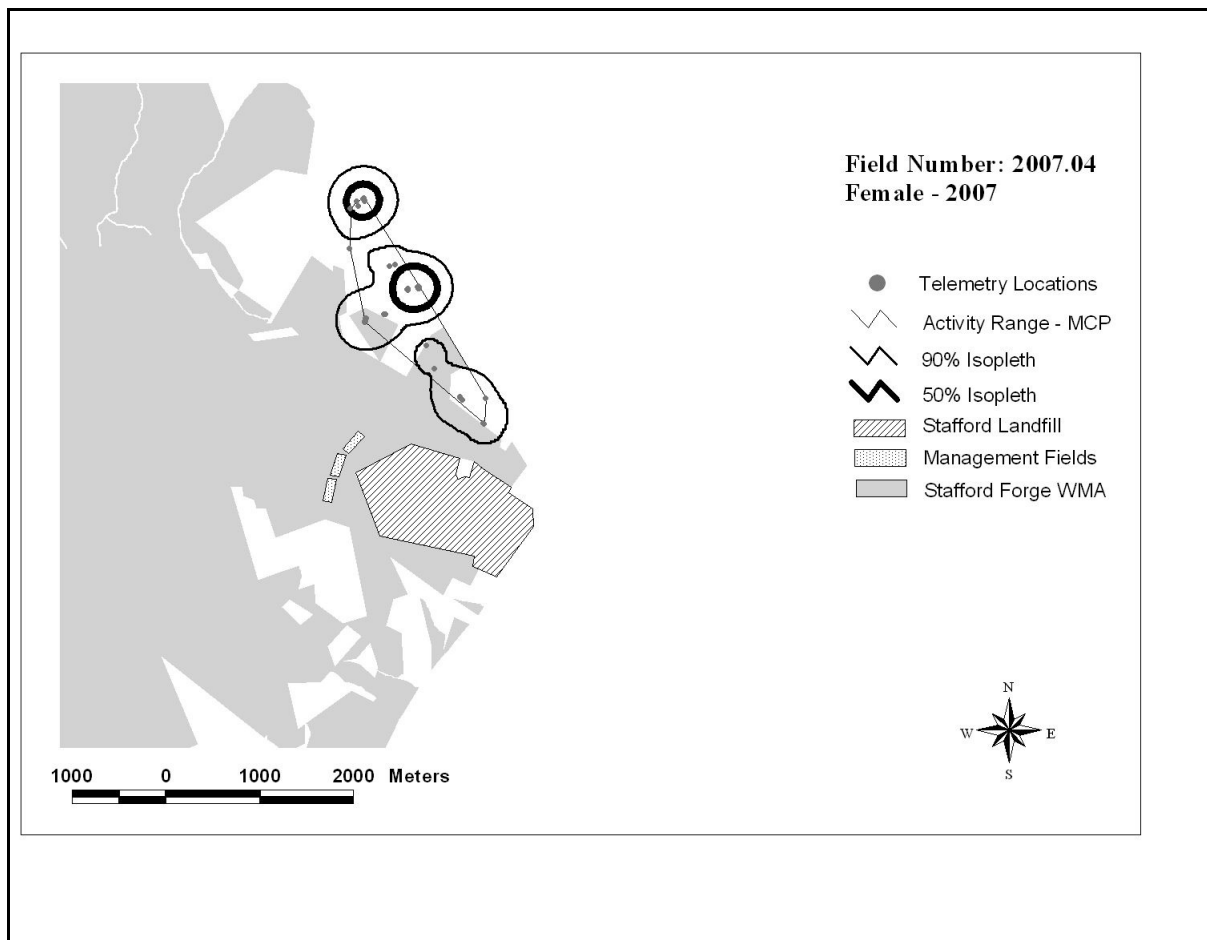 Field Number: 2007.04
Female - 2007
Telemetry Locations
Activity Range - MCP
90% Isopleth
50% Isopleth
Stafford Landfill
Management Fields
Stafford Forge WMA
N
W E
S
1000 0 1000 2000 Meters